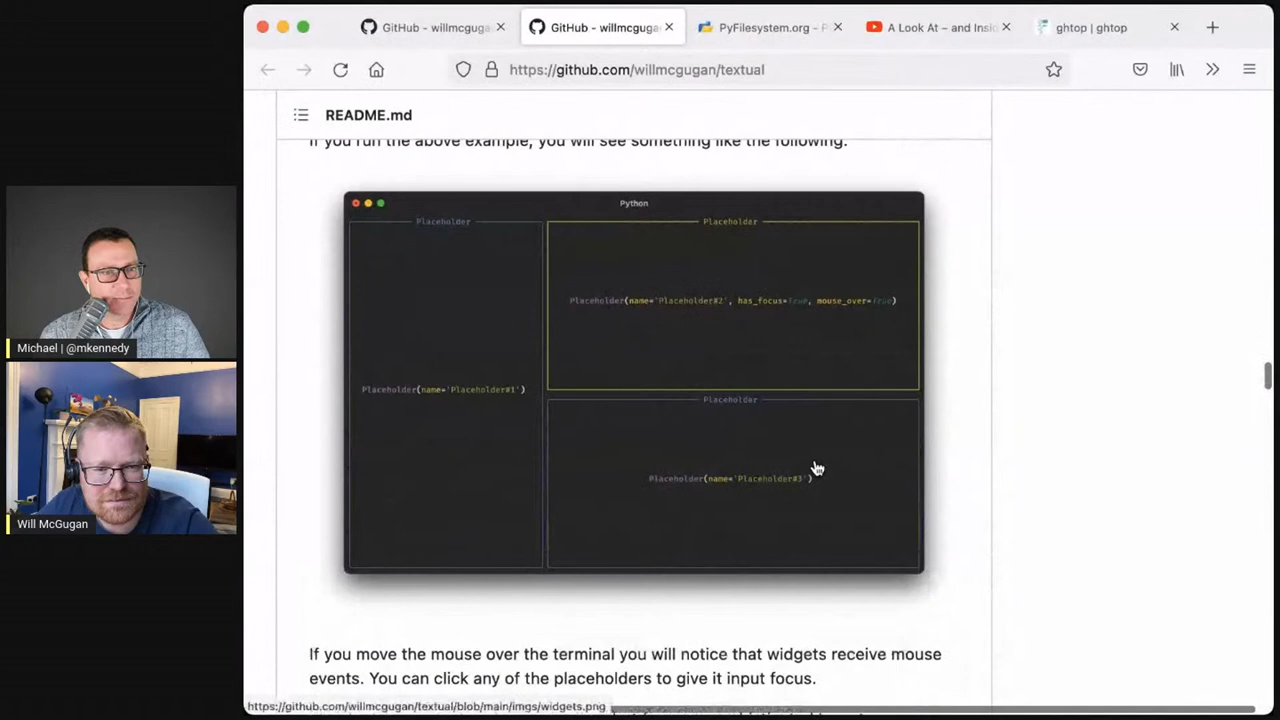 GitHub - willmcguga
GitHub - willmcgugan
PyFilesystem.org - P
A Look At – and Insid
ghtop | ghtop
https://github.com/willmcgugan/textual
README.md
If you run the above example, you will see something like the following:
Python
Placeholder
Placeholder
Placeholder(name='Placeholder#2', has_focus=True, mouse_over=True)
Placeholder(name='Placeholder#1')
Placeholder
Placeholder(name='Placeholder#3')
If you move the mouse over the terminal you will notice that widgets receive mouse
events. You can click any of the placeholders to give it input focus.
https://github.com/willmcgugan/textual/blob/main/imgs/widgets.png
Michael | @mkennedy
Will McGugan